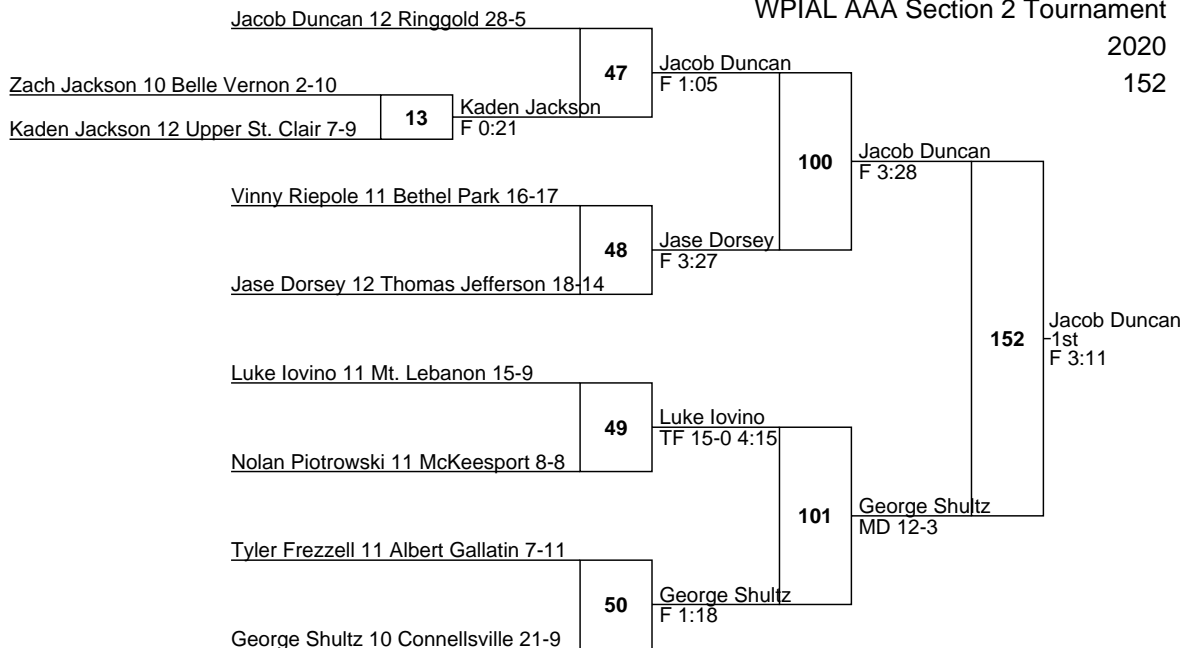 WPIAL AAA Section 2 Tournament
2020
152
Jacob Duncan 12 Ringgold 28-5
Zach Jackson 10 Belle Vernon 2-10
Kaden Jackson 12 Upper St. Clair 7-9
13
Kaden Jackson
F 0:21
47
Jacob Duncan
F 1:05
Vinny Riepole 11 Bethel Park 16-17
Jase Dorsey 12 Thomas Jefferson 18-14
48
Jase Dorsey
F 3:27
100
Jacob Duncan
F 3:28
Luke Iovino 11 Mt. Lebanon 15-9
Nolan Piotrowski 11 McKeesport 8-8
49
Luke Iovino
TF 15-0 4:15
Tyler Frezzell 11 Albert Gallatin 7-11
George Shultz 10 Connellsville 21-9
50
George Shultz
F 1:18
101
George Shultz
MD 12-3
152
Jacob Duncan
1st
F 3:11